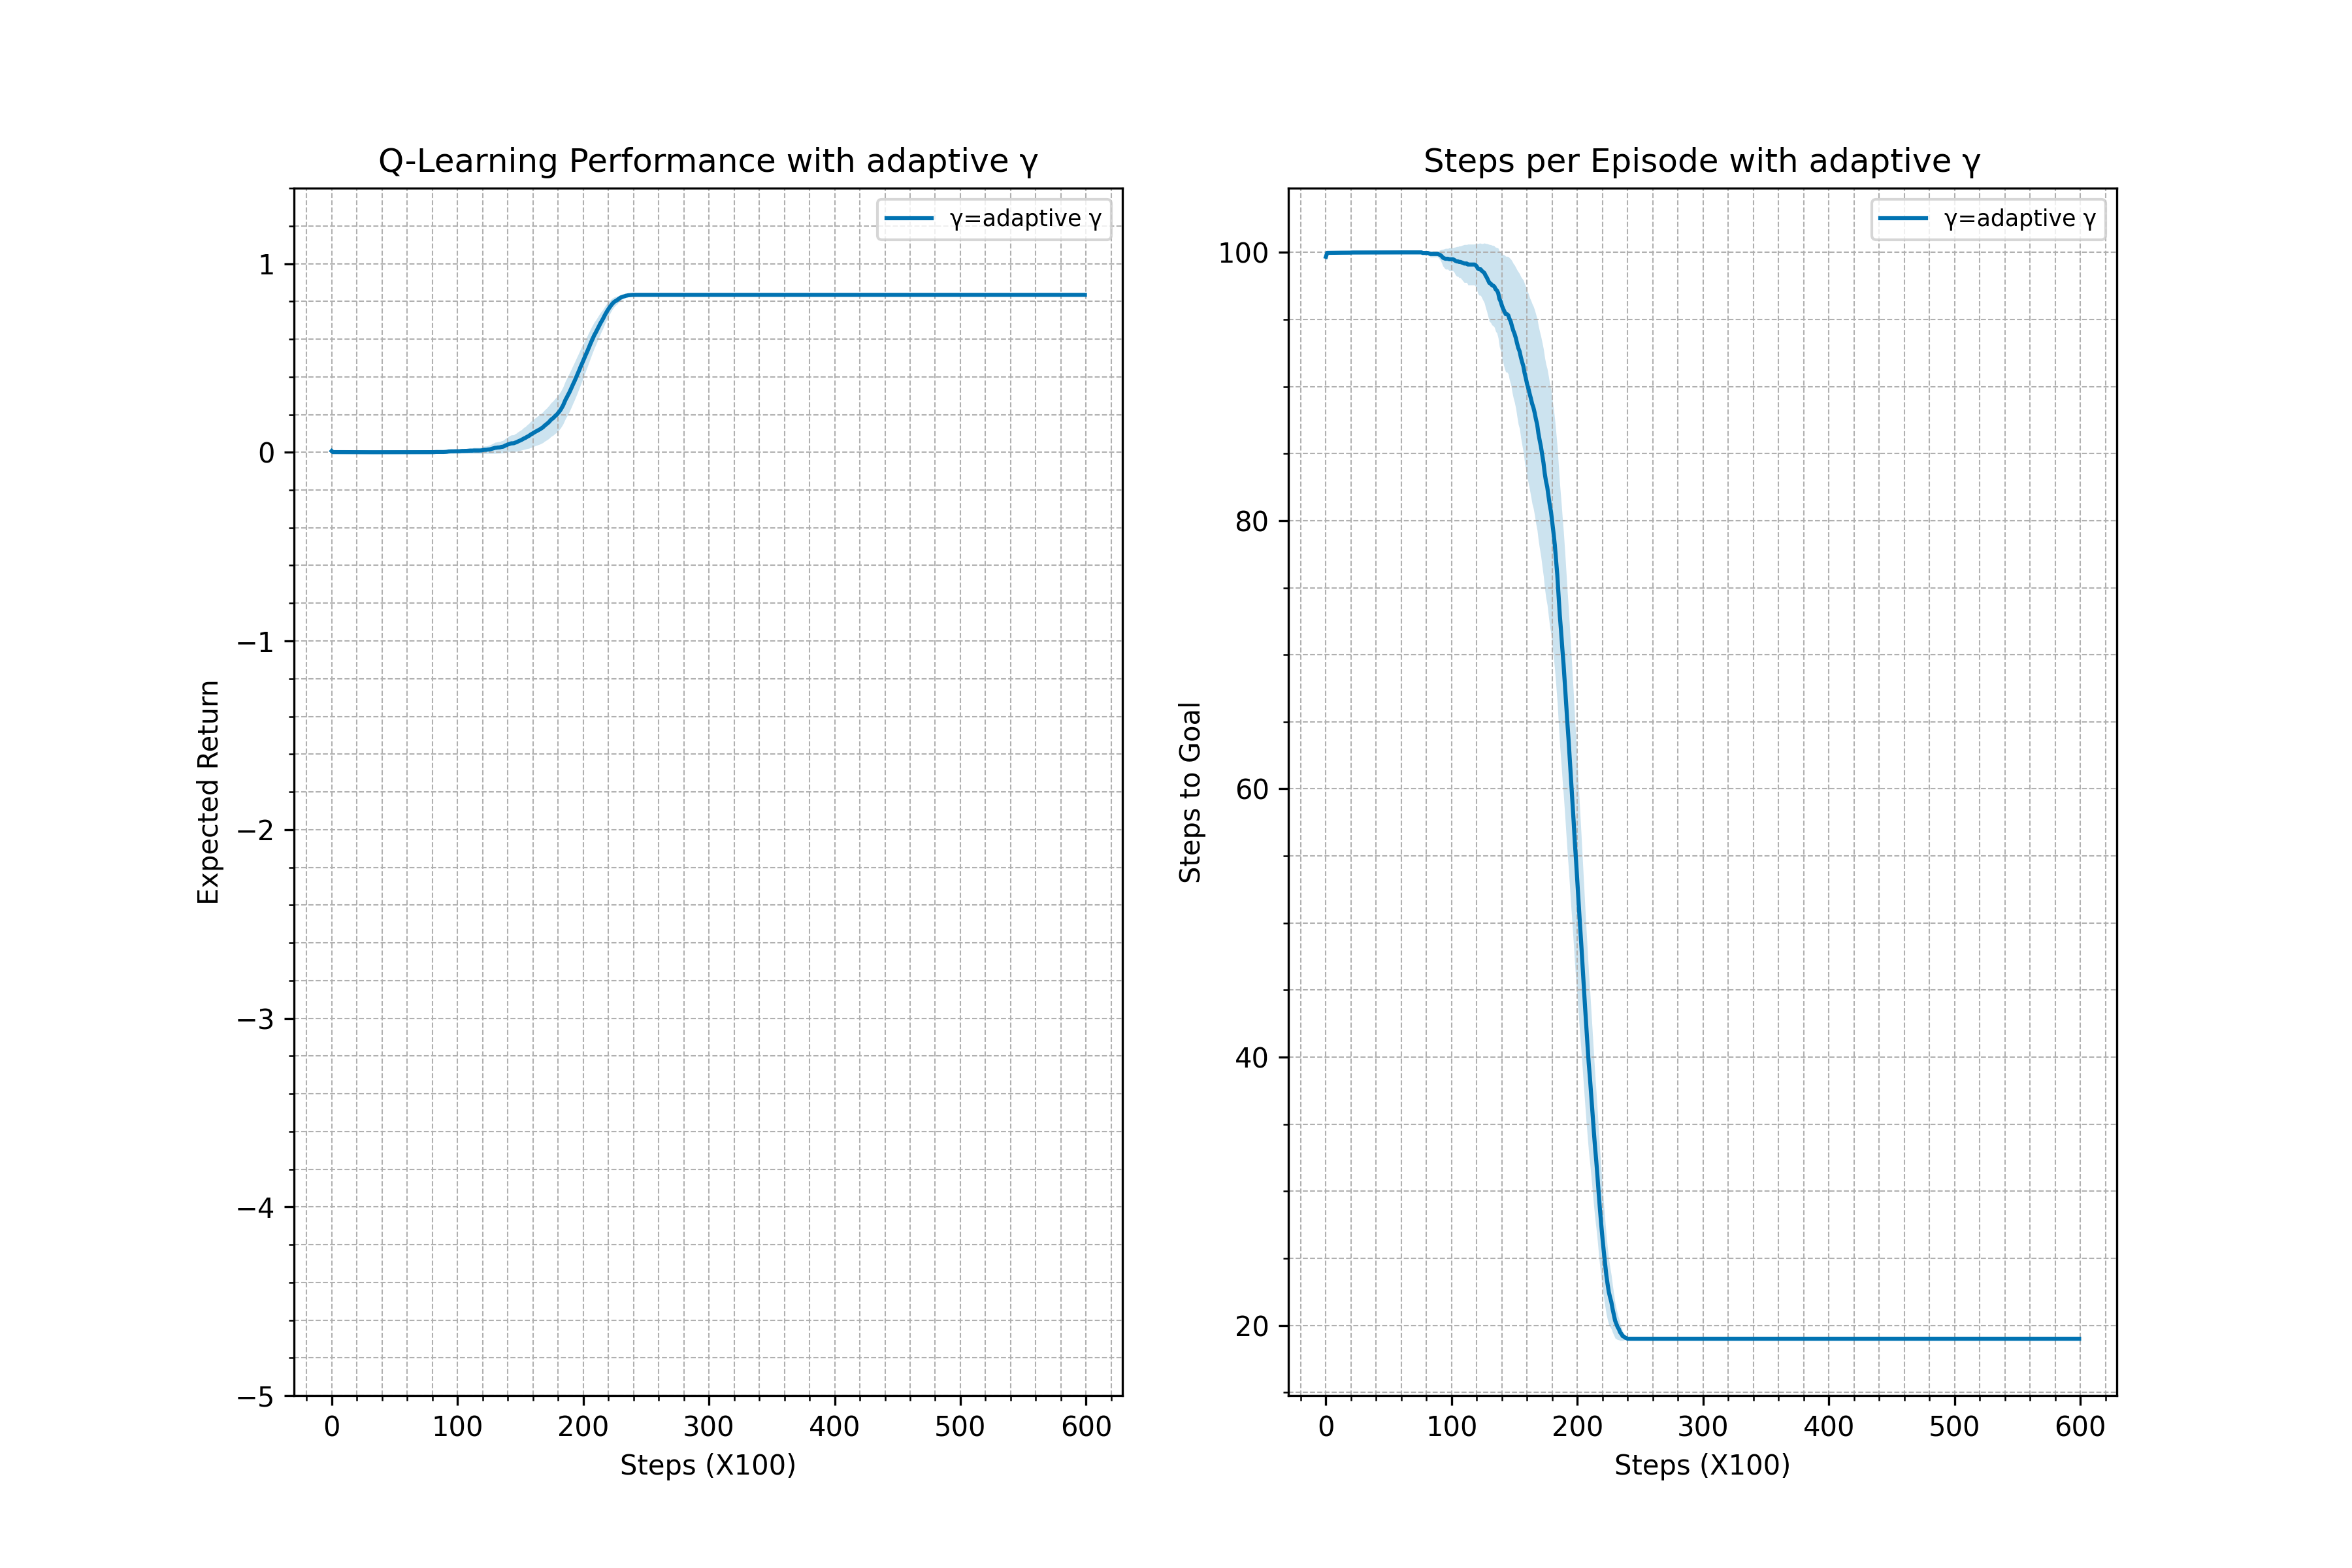 Q-Learning Performance with adaptive γ
γ=adaptive γ
1
0
−1
−2
−3
−4
−5
Expected Return
0 100 200 300 400 500 600
Steps (X100)
Steps per Episode with adaptive γ
γ=adaptive γ
100
80
60
40
20
Steps to Goal
0 100 200 300 400 500 600
Steps (X100)